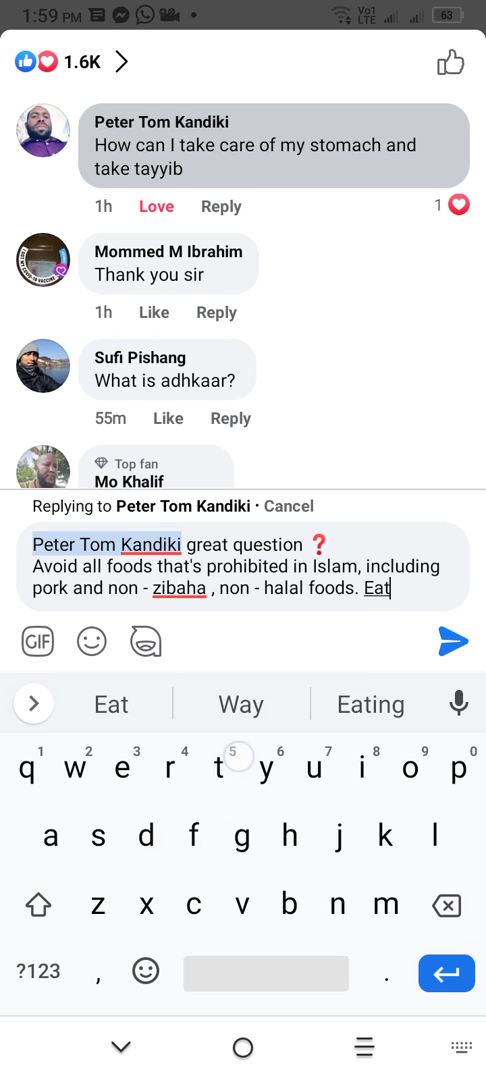 1:59 PM
Vo1 LTE
63
1.6K
Peter Tom Kandiki
How can I take care of my stomach and
take tayyib
1h Love Reply 1
Mommed M Ibrahim
Thank you sir
1h Like Reply
Sufi Pishang
What is adhkaar?
55m Like Reply
Top fan
Mo Khalif
Replying to Peter Tom Kandiki · Cancel
Peter Tom Kandiki great question ❓
Avoid all foods that's prohibited in Islam, including
pork and non - zibaha , non - halal foods. Eat
GIF
Eat Way Eating
1 2 3 4 5 6 7 8 9 0
q w e r t y u i o p
a s d f g h j k l
z x c v b n m
?123 , .